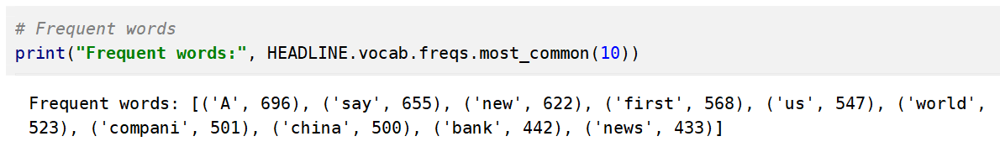 # Frequent words
print("Frequent words:", HEADLINE.vocab.freqs.most_common(10))
Frequent words: [('A', 696), ('say', 655), ('new', 622), ('first', 568), ('us', 547), ('world',
523), ('compani', 501), ('china', 500), ('bank', 442), ('news', 433)]